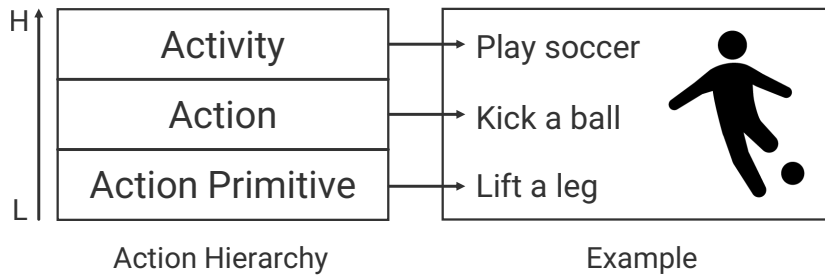 H
Activity
Play soccer
Action
Kick a ball
Action Primitive
Lift a leg
L
Action Hierarchy
Example